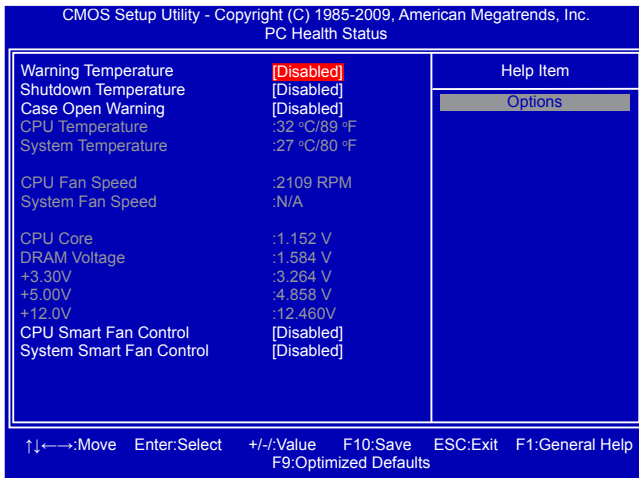 CMOS Setup Utility - Copyright (C) 1985-2009, American Megatrends, Inc.
PC Health Status
Warning Temperature [Disabled]
Shutdown Temperature [Disabled]
Case Open Warning [Disabled]
CPU Temperature :32 °C/89 °F
System Temperature :27 °C/80 °F
CPU Fan Speed :2109 RPM
System Fan Speed :N/A
CPU Core :1.152 V
DRAM Voltage :1.584 V
+3.30V :3.264 V
+5.00V :4.858 V
+12.0V :12.460V
CPU Smart Fan Control [Disabled]
System Smart Fan Control [Disabled]
Help Item
Options
↑↓←→:Move Enter:Select +/-/:Value F10:Save ESC:Exit F1:General Help
F9:Optimized Defaults